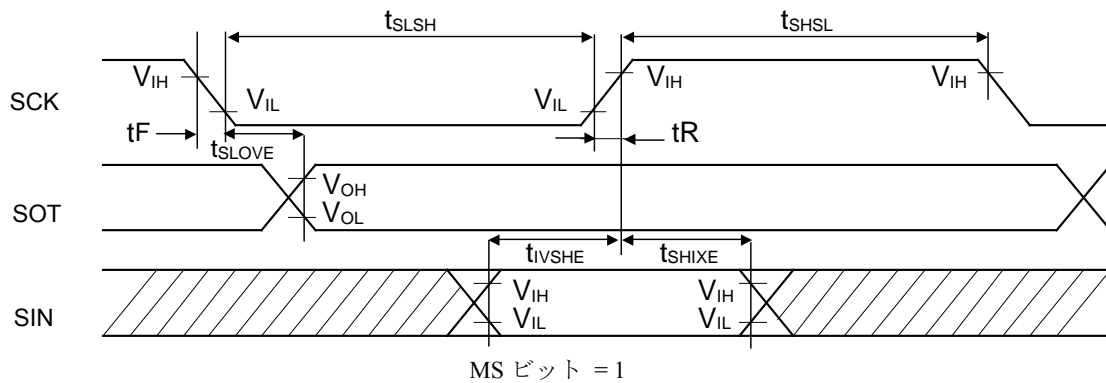 tSLSH tSHSL
SCK VIH VIL VIL VIH VIH
tF tSLOVE tR
SOT VOH VOL
tIVSHE tSHIXE
SIN VIH VIL VIH VIL
MS ビット = 1